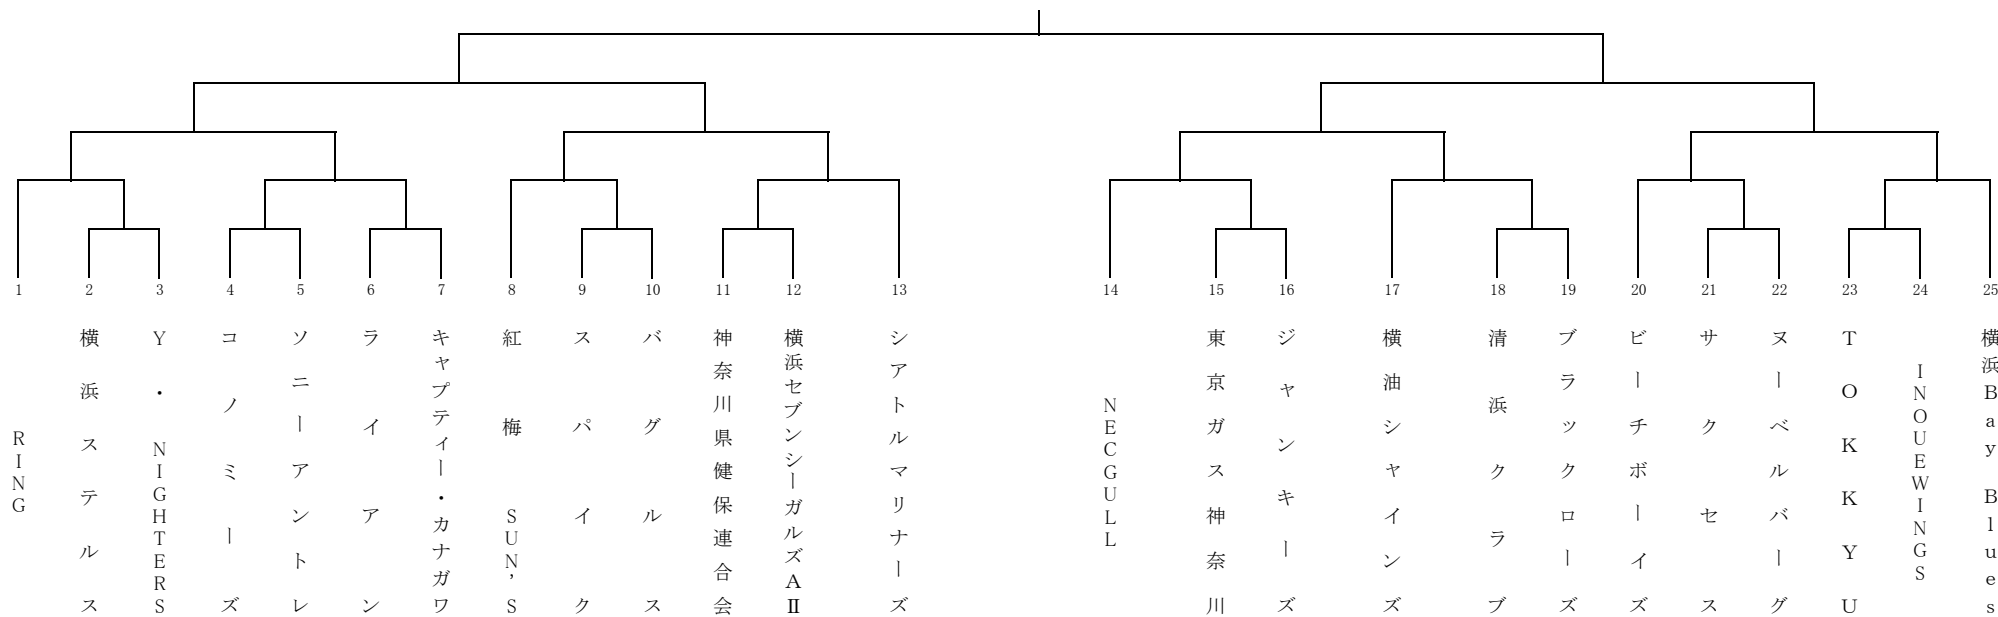 1
2
3
4
5
6
7
8
9
10
11
12
13
14
15
16
17
18
19
20
21
22
23
24
25
RING
横浜ステルス
Y・NIGHTERS
コノミーズ
ソニーアントレ
ライアン
キャプティー・カナガワ
紅梅SUN’S
スパイク
バグルス
神奈川県健保連合会
横浜セブンシーガルズAⅡ
シアトルマリナーズ
NECGULL
東京ガス神奈川
ジャンキーズ
横油シャインズ
清浜クラブ
ブラックローズ
ビーチボーイズ
サクセス
ヌーベルバーグ
TOKKYU
INOUEWINGS
横浜Bay Blues